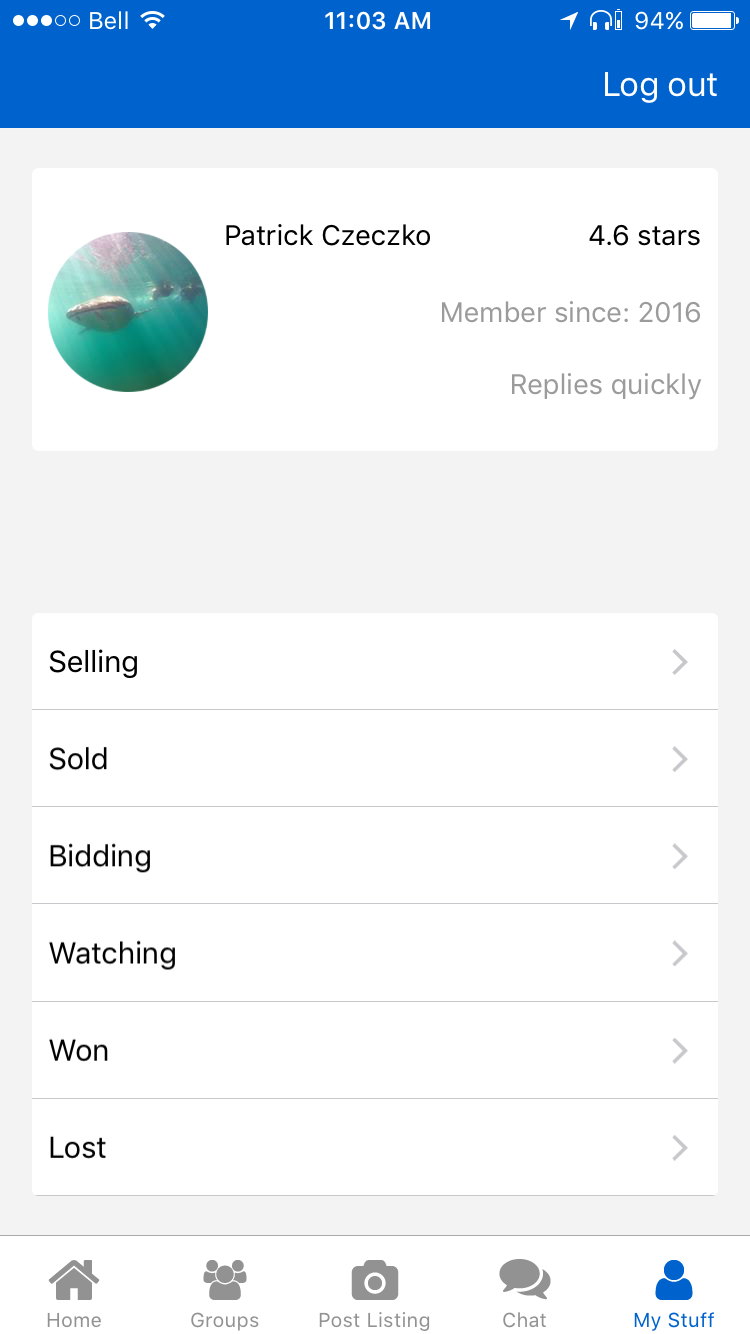 Bell 11:03 AM 94%
Log out
Patrick Czeczko 4.6 stars
Member since: 2016
Replies quickly
Selling
Sold
Bidding
Watching
Won
Lost
Home Groups Post Listing Chat My Stuff